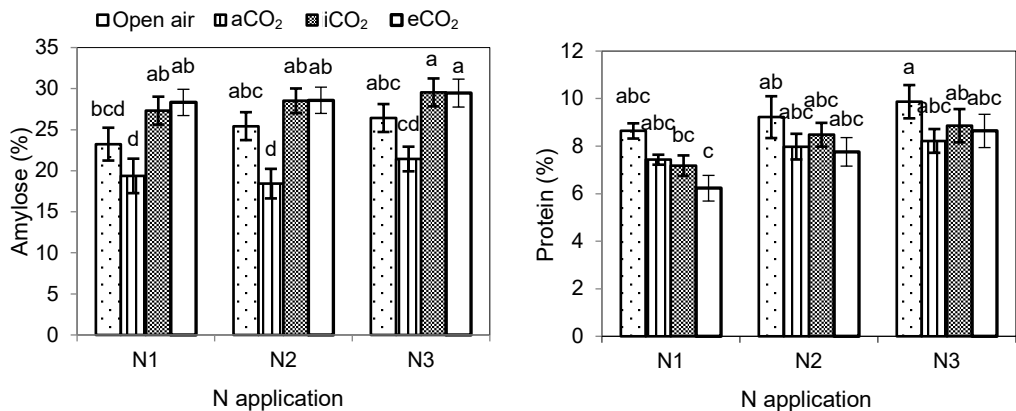 Open air aCO₂ iCO₂ eCO₂
35
30
25
20
15
10
5
0
Amylose (%)
bcd d ab ab
abc d ab ab
abc cd a a
N1 N2 N3
N application
12
10
8
6
4
2
0
Protein (%)
abc abc bc c
ab abc abc abc
a abc ab abc
N1 N2 N3
N application